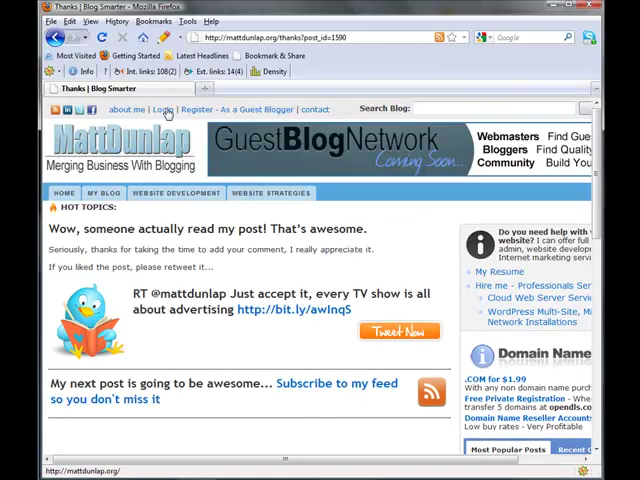 Thanks | Blog Smarter - Mozilla Firefox
File Edit View History Bookmarks Tools Help
http://mattdunlap.org/thanks?post_id=1590
Google
Most Visited Getting Started Latest Headlines Bookmark & Share
Info Int. links: 108(2) Ext. links: 14(4) Density
Thanks | Blog Smarter
about me | Login | Register - As a Guest Blogger | contact Search Blog:
MattDunlap
Merging Business With Blogging
GuestBlogNetwork
Coming Soon...
Webmasters Find Gues
Bloggers Find Quality
Community Build You
HOME MY BLOG WEBSITE DEVELOPMENT WEBSITE STRATEGIES
HOT TOPICS:
Wow, someone actually read my post! That's awesome.
Seriously, thanks for taking the time to add your comment, I really appreciate it.
If you liked the post, please retweet it...
RT @mattdunlap Just accept it, every TV show is all
about advertising http://bit.ly/awInqS
Tweet Now
My next post is going to be awesome... Subscribe to my feed
so you don't miss it
Do you need help with
website? I can offer full
admin, website develop
Internet marketing servi
My Resume
Hire me - Professionals Serv
Cloud Web Server Servic
WordPress Multi-Site, Mi
Network Installations
Domain Name
.COM for $1.99
With any non domain name purch
Free Private Registration - When
transfer 5 domains at opendls.co
Domain Name Reseller Accounts
Low buy rates - Very Profitable
Most Popular Posts Recent
http://mattdunlap.org/